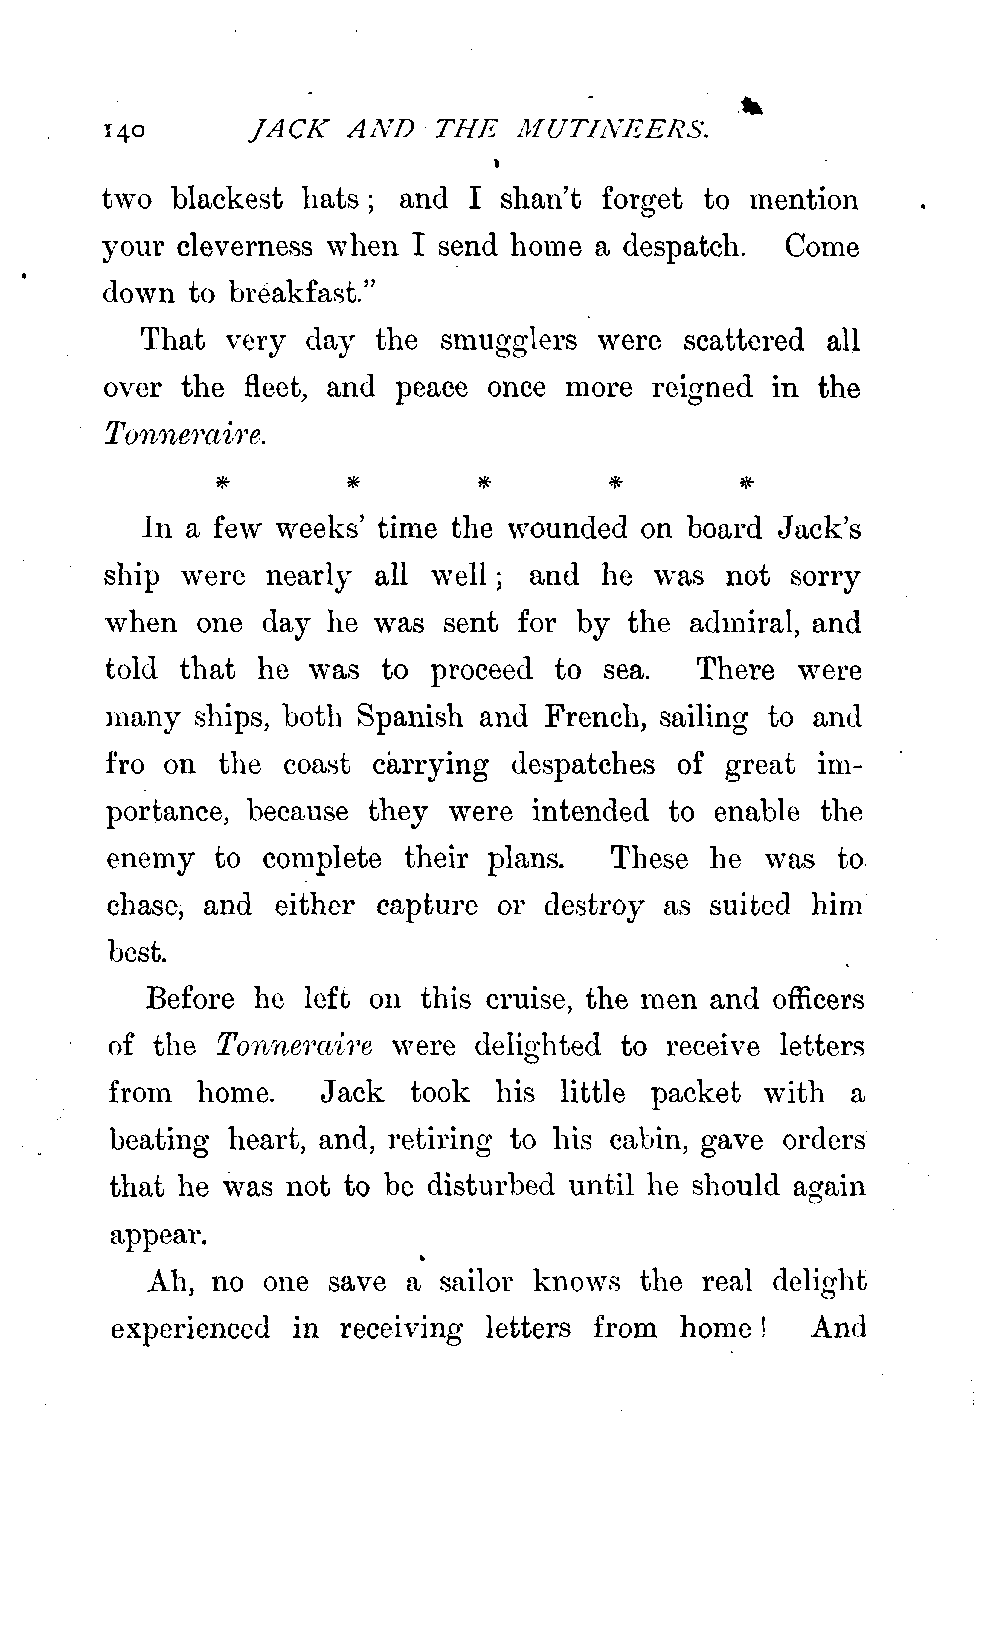 140 JACK AND THE MUTINEERS.
two blackest hats; and I shan't forget to mention
your cleverness when I send home a despatch. Come
down to breakfast."
That very day the smugglers were scattered all
over the fleet, and peace once more reigned in the
Tonneraire.
* * * * *
In a few weeks' time the wounded on board Jack's
ship were nearly all well; and he was not sorry
when one day he was sent for by the admiral, and
told that he was to proceed to sea. There were
many ships, both Spanish and French, sailing to and
fro on the coast carrying despatches of great im-
portance, because they were intended to enable the
enemy to complete their plans. These he was to
chase, and either capture or destroy as suited him
best.
Before he left on this cruise, the men and officers
of the Tonneraire were delighted to receive letters
from home. Jack took his little packet with a
beating heart, and, retiring to his cabin, gave orders
that he was not to be disturbed until he should again
appear.
Ah, no one save a sailor knows the real delight
experienced in receiving letters from home! And